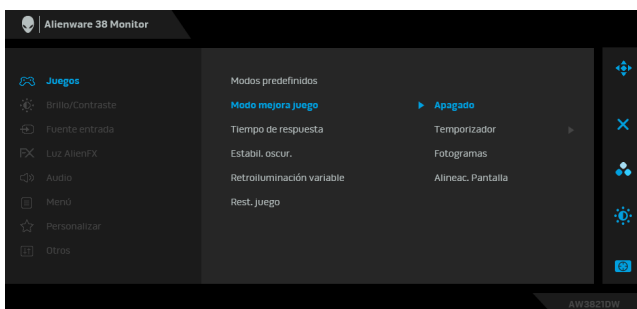 Alienware 38 Monitor
Juegos
Brillo/Contraste
Fuente entrada
FX Luz AlienFX
Audio
Menú
Personalizar
Otros
Modos predefinidos
Modo mejora juego
Tiempo de respuesta
Estabil. oscur.
Retroiluminación variable
Rest. juego
Apagado
Temporizador
Fotogramas
Alineac. Pantalla
AW3821DW